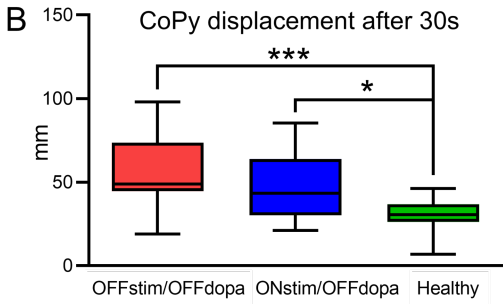 B
CoPy displacement after 30s
150
***
*
100
mm
50
0
OFFstim/OFFdopa ONstim/OFFdopa Healthy